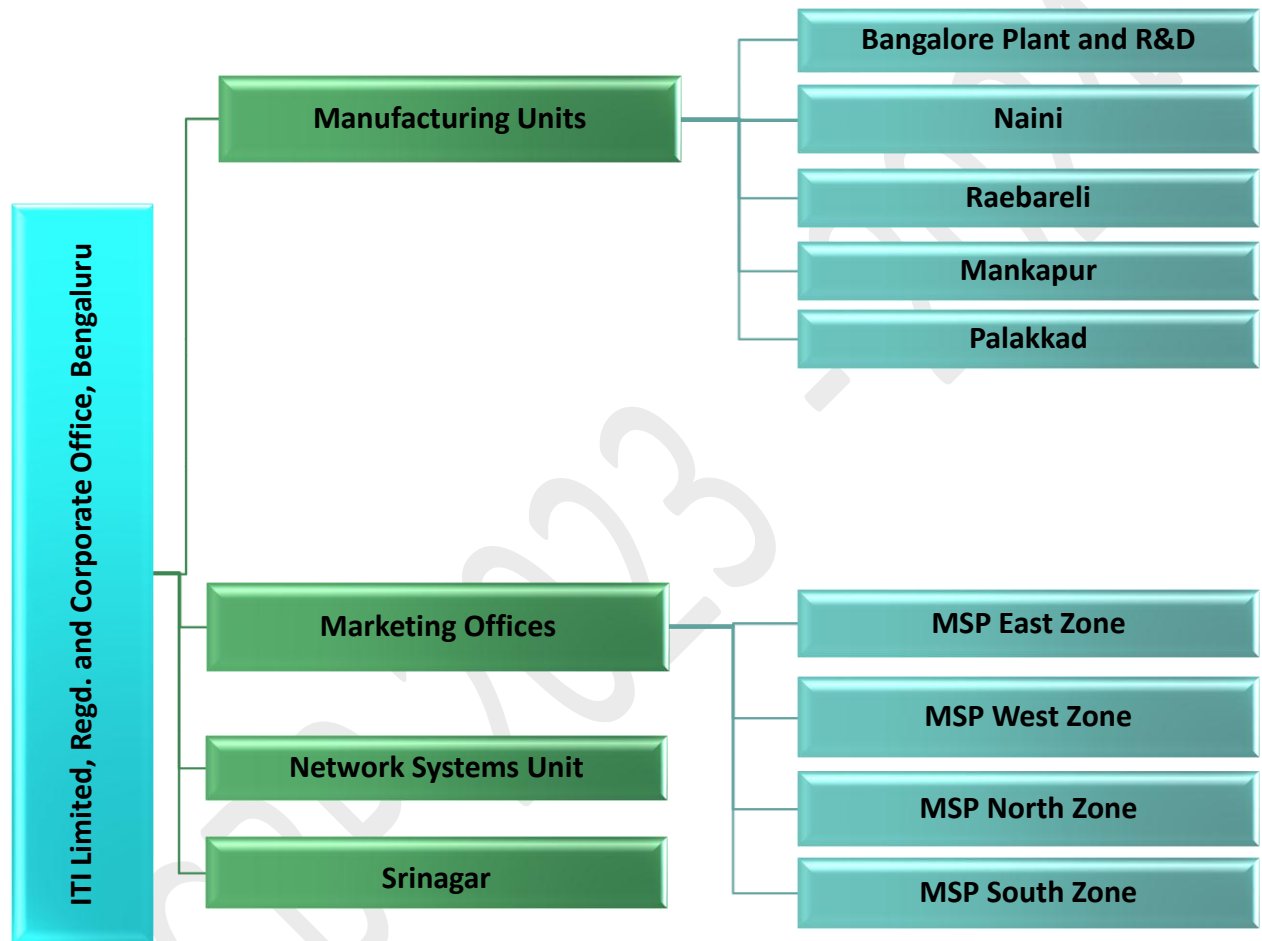 ITI Limited, Regd. and Corporate Office, Bengaluru
Manufacturing Units
Bangalore Plant and R&D
Naini
Raebareli
Mankapur
Palakkad
Marketing Offices
MSP East Zone
MSP West Zone
MSP North Zone
MSP South Zone
Network Systems Unit
Srinagar